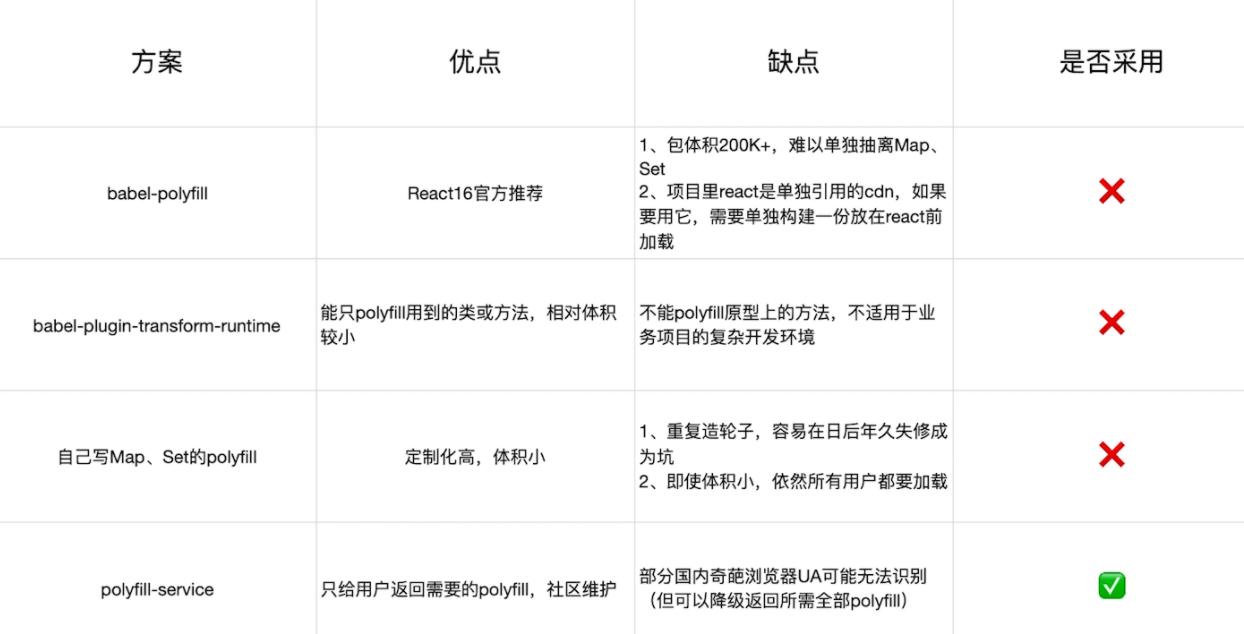 方案
优点
缺点
是否采用
babel-polyfill
React16官方推荐
1、包体积200K+，难以单独抽离Map、
Set
2、项目里react是单独引用的cdn，如果
要用它，需要单独构建一份放在react前
加载
❌
babel-plugin-transform-runtime
能只polyfill用到的类或方法，相对体积
较小
不能polyfill原型上的方法，不适用于业
务项目的复杂开发环境
❌
自己写Map、Set的polyfill
定制化高，体积小
1、重复造轮子，容易在日后年久失修成
为坑
2、即使体积小，依然所有用户都要加载
❌
polyfill-service
只给用户返回需要的polyfill，社区维护
部分国内奇葩浏览器UA可能无法识别
（但可以降级返回所需全部polyfill）
✅